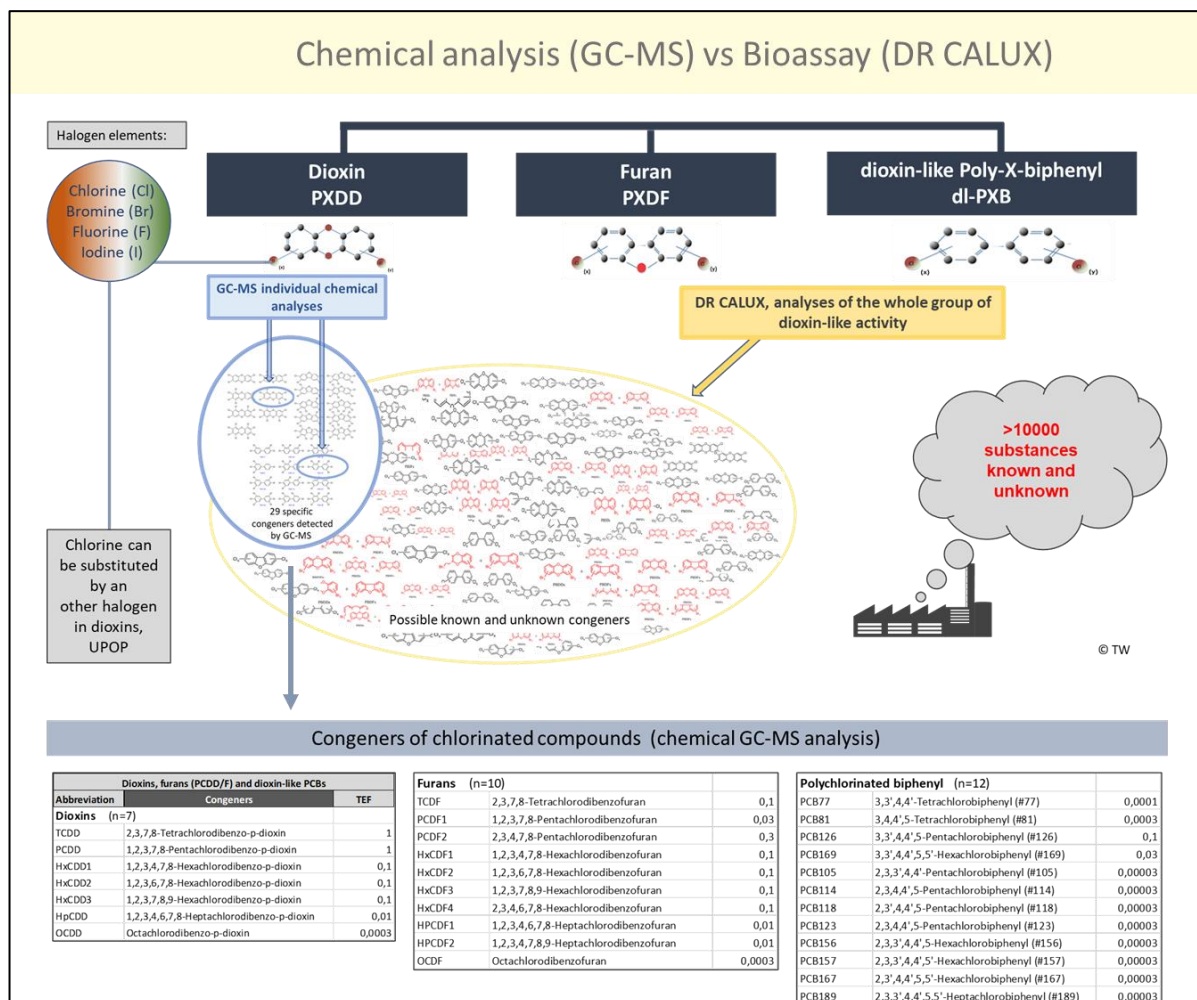 Chemical analysis (GC-MS) vs Bioassay (DR CALUX)
Halogen elements:
Chlorine (Cl)
Bromine (Br)
Fluorine (F)
Iodine (I)
Dioxin
PXDD
Furan
PXDF
dioxin-like Poly-X-biphenyl
dl-PXB
(x)
(y)
(x)
(y)
(x)
(y)
GC-MS individual chemical
analyses
DR CALUX, analyses of the whole group of
dioxin-like activity
29 specific
congeners detected
by GC-MS
Possible known and unknown congeners
>10000
substances
known and
unknown
Chlorine can
be substituted
by an
other halogen
in dioxins,
UPOP
© TW
Congeners of chlorinated compounds (chemical GC-MS analysis)
Dioxins, furans (PCDD/F) and dioxin-like PCBs
Abbreviation Congeners TEF
Dioxins (n=7)
TCDD 2,3,7,8-Tetrachlorodibenzo-p-dioxin 1
PCDD 1,2,3,7,8-Pentachlorodibenzo-p-dioxin 1
HxCDD1 1,2,3,4,7,8-Hexachlorodibenzo-p-dioxin 0,1
HxCDD2 1,2,3,6,7,8-Hexachlorodibenzo-p-dioxin 0,1
HxCDD3 1,2,3,7,8,9-Hexachlorodibenzo-p-dioxin 0,1
HpCDD 1,2,3,4,6,7,8-Heptachlorodibenzo-p-dioxin 0,01
OCDD Octachlorodibenzo-p-dioxin 0,0003
Furans (n=10)
TCDF 2,3,7,8-Tetrachlorodibenzofuran 0,1
PCDF1 1,2,3,7,8-Pentachlorodibenzofuran 0,03
PCDF2 2,3,4,7,8-Pentachlorodibenzofuran 0,3
HxCDF1 1,2,3,4,7,8-Hexachlorodibenzofuran 0,1
HxCDF2 1,2,3,6,7,8-Hexachlorodibenzofuran 0,1
HxCDF3 1,2,3,7,8,9-Hexachlorodibenzofuran 0,1
HxCDF4 2,3,4,6,7,8-Hexachlorodibenzofuran 0,1
HPCDF1 1,2,3,4,6,7,8-Heptachlorodibenzofuran 0,01
HPCDF2 1,2,3,4,7,8,9-Heptachlorodibenzofuran 0,01
OCDF Octachlorodibenzofuran 0,0003
Polychlorinated biphenyl (n=12)
PCB77 3,3',4,4'-Tetrachlorobiphenyl (#77) 0,0001
PCB81 3,4,4',5-Tetrachlorobiphenyl (#81) 0,0003
PCB126 3,3',4,4',5-Pentachlorobiphenyl (#126) 0,1
PCB169 3,3',4,4',5,5'-Hexachlorobiphenyl (#169) 0,03
PCB105 2,3,3',4,4'-Pentachlorobiphenyl (#105) 0,00003
PCB114 2,3,4,4',5-Pentachlorobiphenyl (#114) 0,00003
PCB118 2,3',4,4',5-Pentachlorobiphenyl (#118) 0,00003
PCB123 2,3,4,4',5-Pentachlorobiphenyl (#123) 0,00003
PCB156 2,3,3',4,4',5-Hexachlorobiphenyl (#156) 0,00003
PCB157 2,3,3',4,4',5'-Hexachlorobiphenyl (#157) 0,00003
PCB167 2,3',4,4',5,5'-Hexachlorobiphenyl (#167) 0,00003
PCB189 2,3,3',4,4',5,5'-Heptachlorobiphenyl (#189) 0,00003